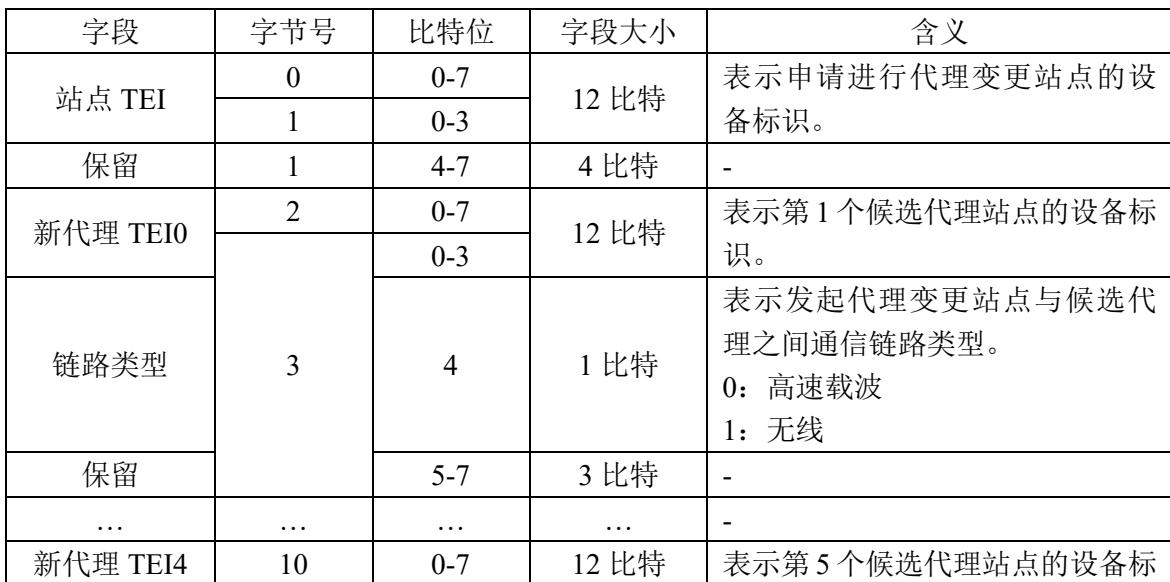 字段 字节号 比特位 字段大小 含义
站点 TEI 0 0-7 12 比特 表示申请进行代理变更站点的设
1 0-3 备标识。
保留 1 4-7 4 比特 -
新代理 TEI0 2 0-7 12 比特 表示第 1 个候选代理站点的设备标
0-3 识。
表示发起代理变更站点与候选代
理之间通信链路类型。
链路类型 3 4 1 比特
0：高速载波
1：无线
保留 5-7 3 比特 -
… … … … -
新代理 TEI4 10 0-7 12 比特 表示第 5 个候选代理站点的设备标